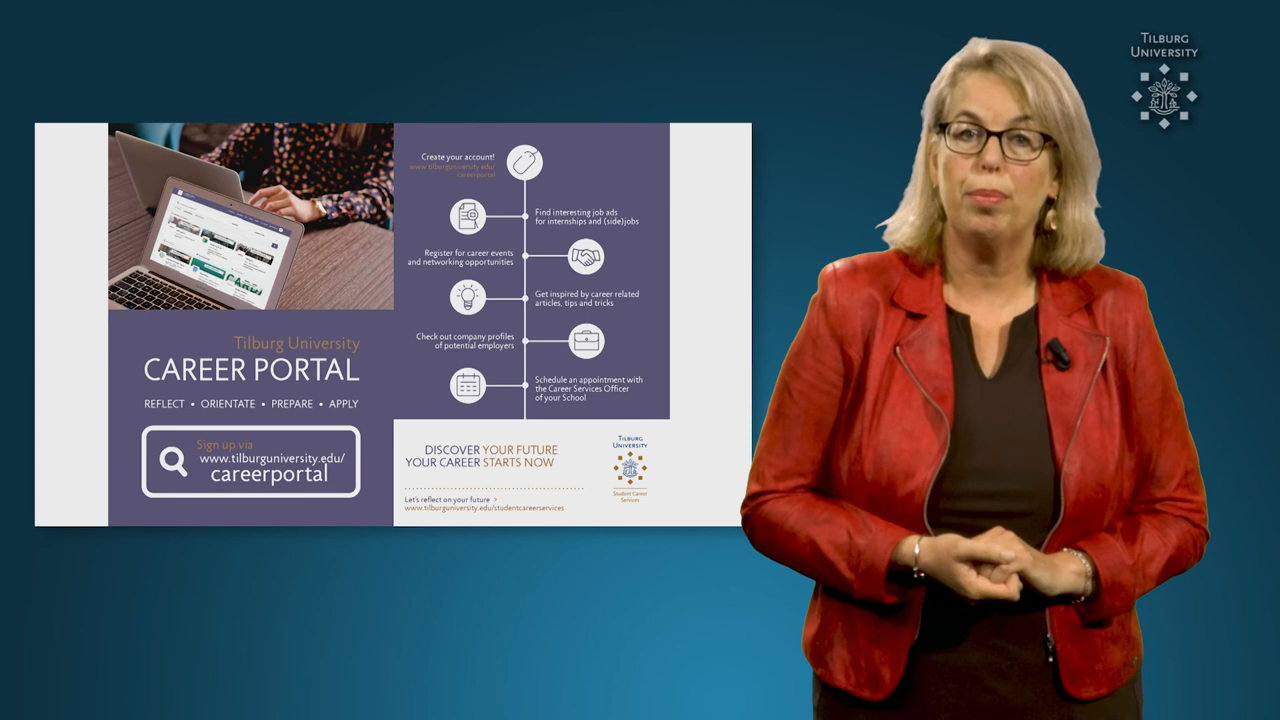 TILBURG
UNIVERSITY
Create your account!
www.tilburguniversity.edu/
careerportal
Find interesting job ads
for internships and (side)jobs
Register for career events
and networking opportunities
Get inspired by career related
articles, tips and tricks
Check out company profiles
of potential employers
Schedule an appointment with
the Career Services Officer
of your School
Tilburg University
CAREER PORTAL
REFLECT • ORIENTATE • PREPARE • APPLY
Sign up via
www.tilburguniversity.edu/
careerportal
DISCOVER YOUR FUTURE
YOUR CAREER STARTS NOW
Let's reflect on your future >
www.tilburguniversity.edu/studentcareerservices
TILBURG
UNIVERSITY
Student Career
Services